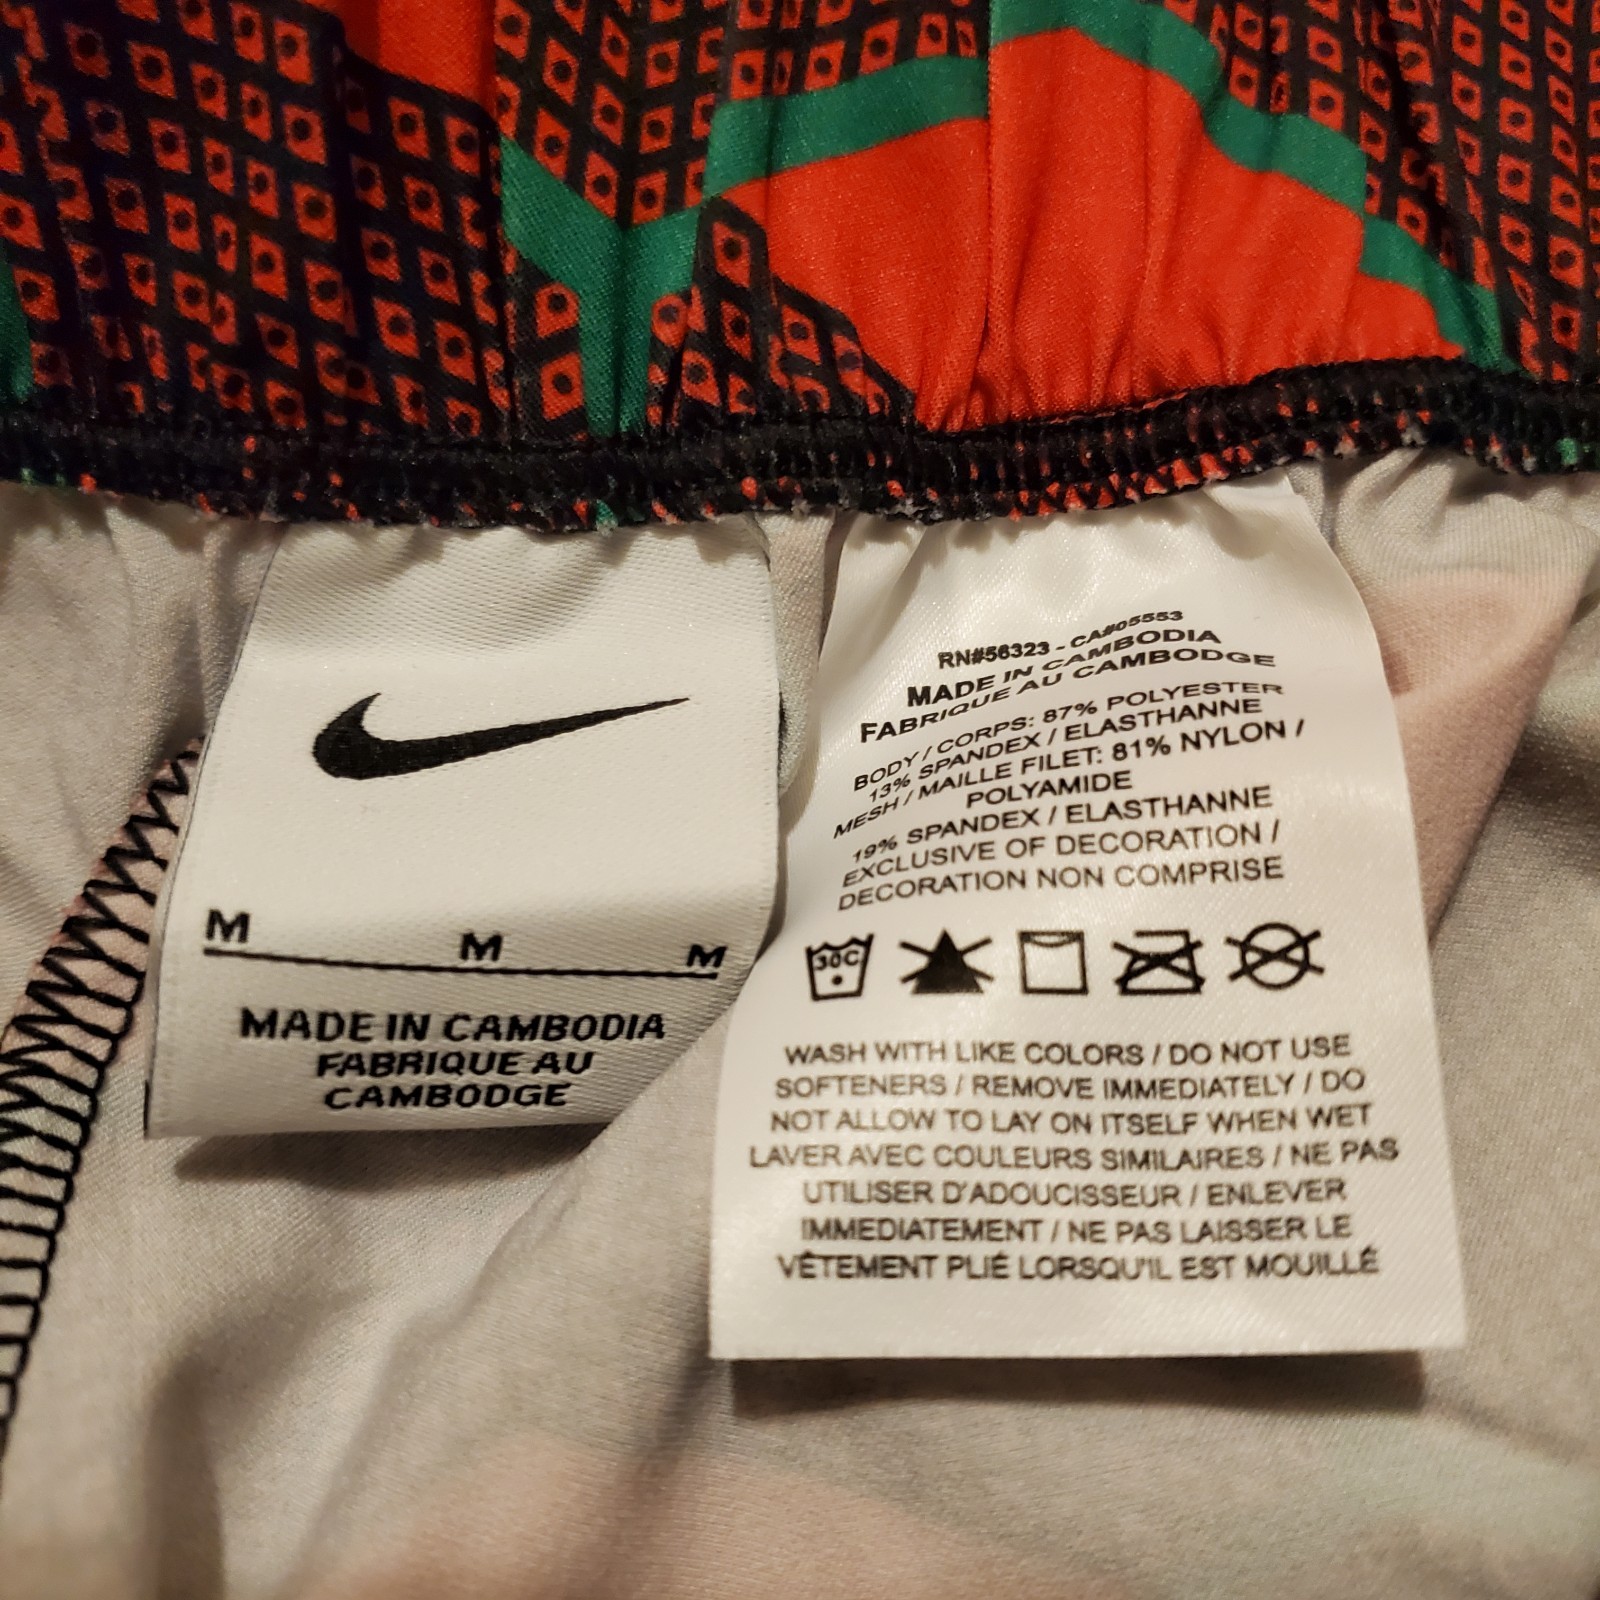 M M M
MADE IN CAMBODIA
FABRIQUE AU
CAMBODGE
RN#56323 - CA#05553
MADE IN CAMBODIA
FABRIQUE AU CAMBODGE
BODY / CORPS: 87% POLYESTER
13% SPANDEX / ELASTHANNE
MESH / MAILLE FILET: 81% NYLON /
POLYAMIDE
19% SPANDEX / ELASTHANNE
EXCLUSIVE OF DECORATION /
DECORATION NON COMPRISE
30C
WASH WITH LIKE COLORS / DO NOT USE
SOFTENERS / REMOVE IMMEDIATELY / DO
NOT ALLOW TO LAY ON ITSELF WHEN WET
LAVER AVEC COULEURS SIMILAIRES / NE PAS
UTILISER D'ADOUCISSEUR / ENLEVER
IMMEDIATEMENT / NE PAS LAISSER LE
VÊTEMENT PLIÉ LORSQU'IL EST MOUILLÉ